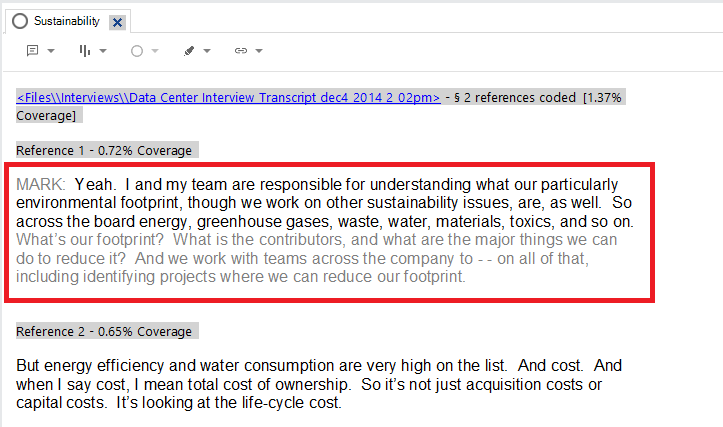 Sustainability
<Files\\Interviews\\Data Center Interview Transcript dec4 2014 2 02pm> - § 2 references coded [1.37%
Coverage]
Reference 1 - 0.72% Coverage
MARK:  Yeah.  I and my team are responsible for understanding what our particularly
environmental footprint, though we work on other sustainability issues, are, as well.  So
across the board energy, greenhouse gases, waste, water, materials, toxics, and so on.
What's our footprint?  What is the contributors, and what are the major things we can
do to reduce it?  And we work with teams across the company to - - on all of that,
including identifying projects where we can reduce our footprint.
Reference 2 - 0.65% Coverage
But energy efficiency and water consumption are very high on the list.  And cost.  And
when I say cost, I mean total cost of ownership.  So it's not just acquisition costs or
capital costs.  It's looking at the life-cycle cost.